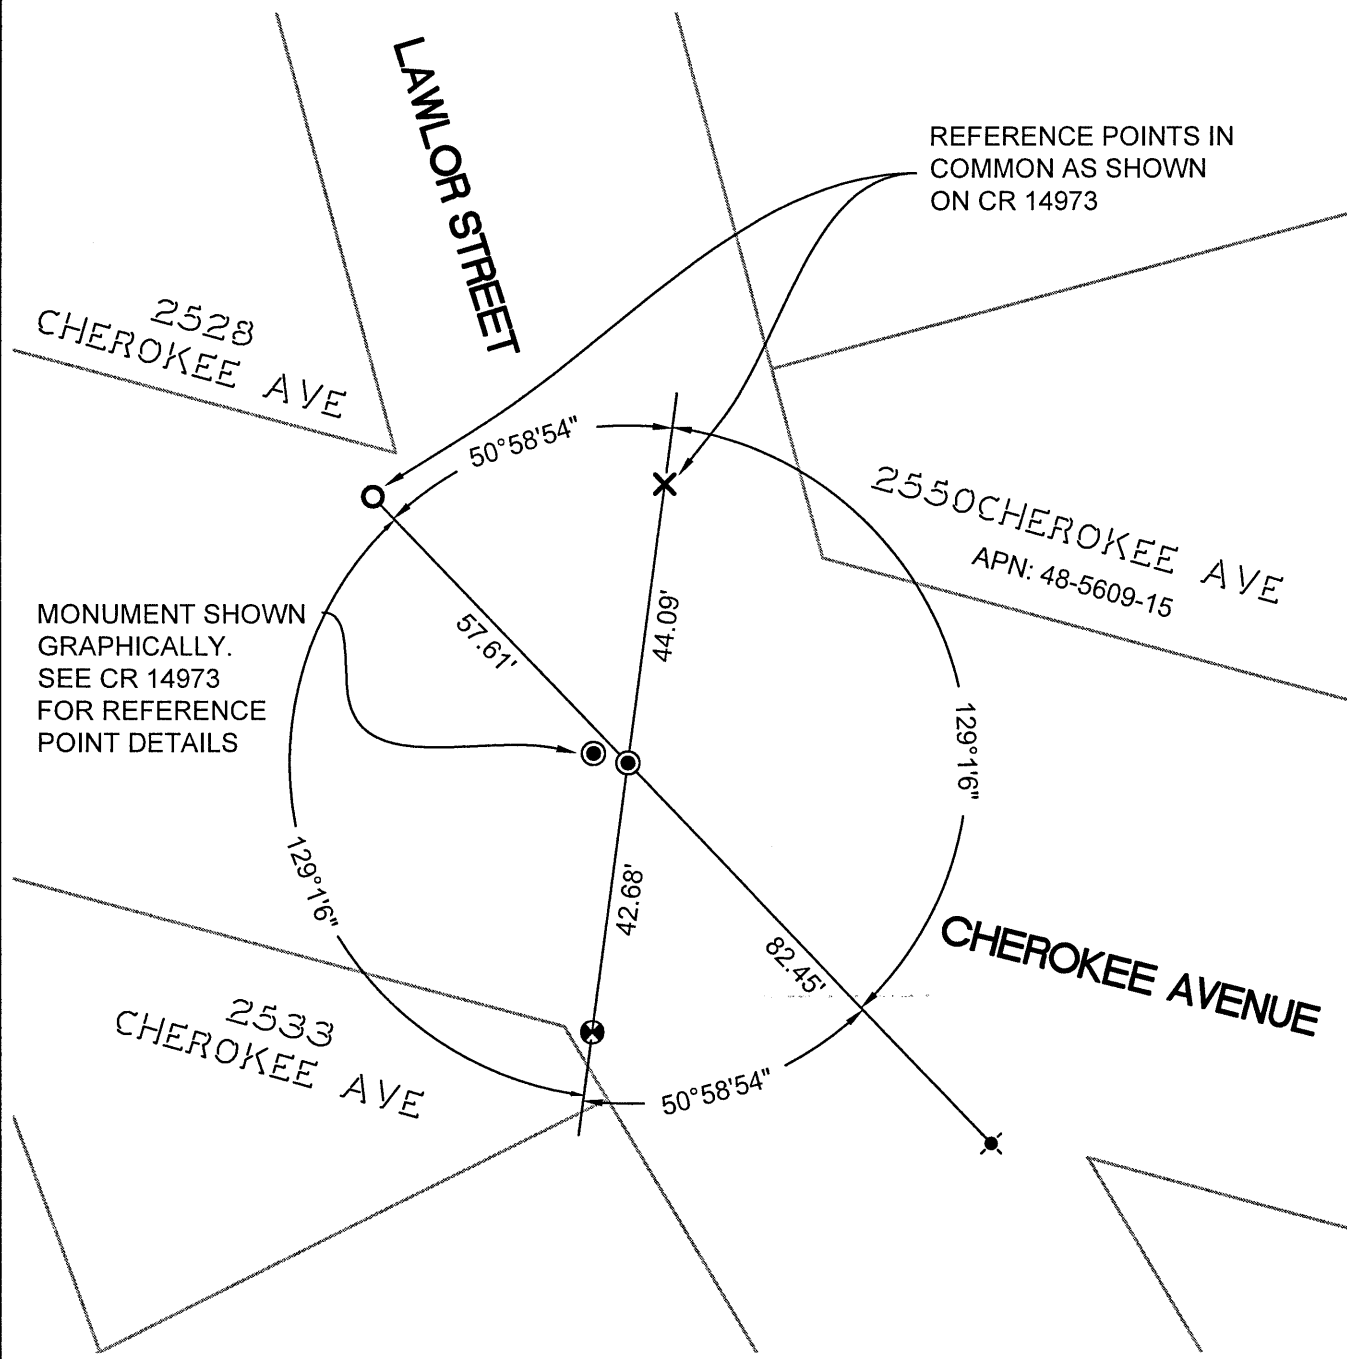 LAWLOR STREET
REFERENCE POINTS IN
COMMON AS SHOWN
ON CR 14973
2528
CHEROKEE AVE
50°58'54"
2550CHEROKEE AVE
APN: 48-5609-15
MONUMENT SHOWN
GRAPHICALLY.
SEE CR 14973
FOR REFERENCE
POINT DETAILS
57.61'
44.09'
129°1'6"
129°1'6"
42.68'
82.45'
CHEROKEE AVENUE
2533
CHEROKEE AVE
50°58'54"